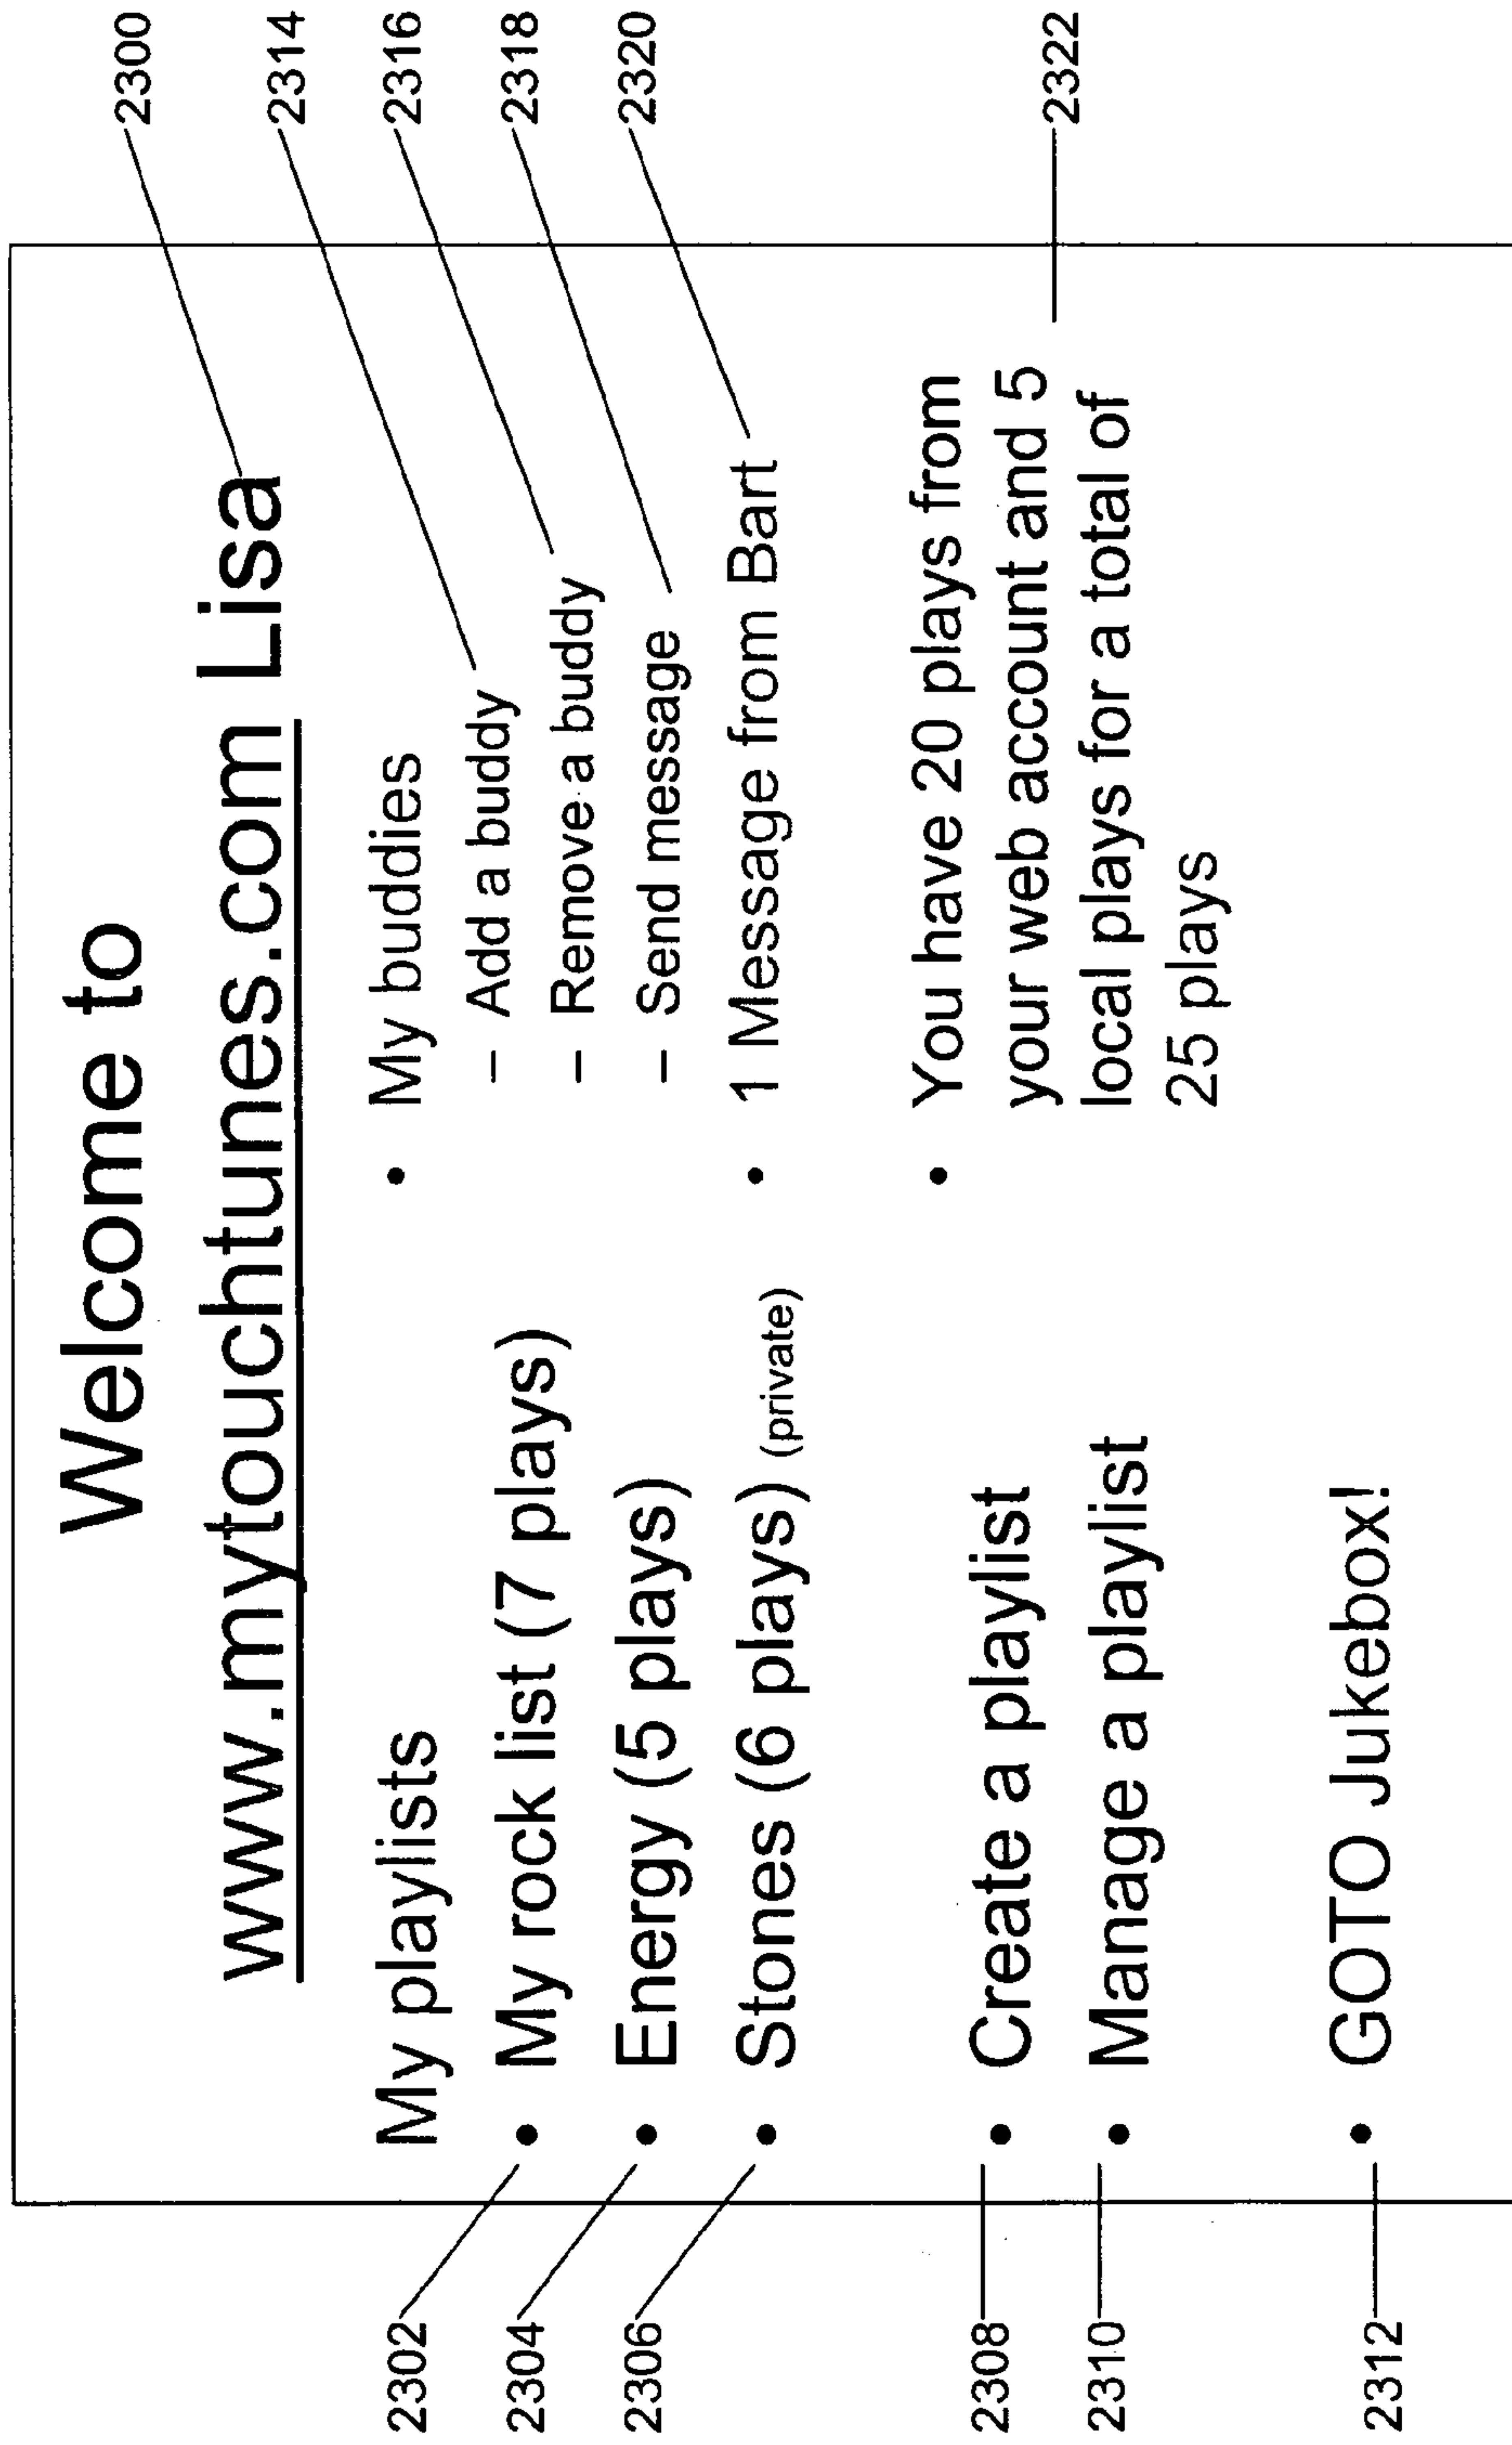 Welcome to
www.mytouchtunes.com Lisa
2300
My playlists
• My rock list (7 plays)
• Energy (5 plays)
• Stones (6 plays) (private)
• Create a playlist
• Manage a playlist
• GOTO Jukebox!
2302
2304
2306
2308
2310
2312
• My buddies
– Add a buddy
– Remove a buddy
– Send message
• 1 Message from Bart
• You have 20 plays from
your web account and 5
local plays for a total of
25 plays
2314
2316
2318
2320
2322